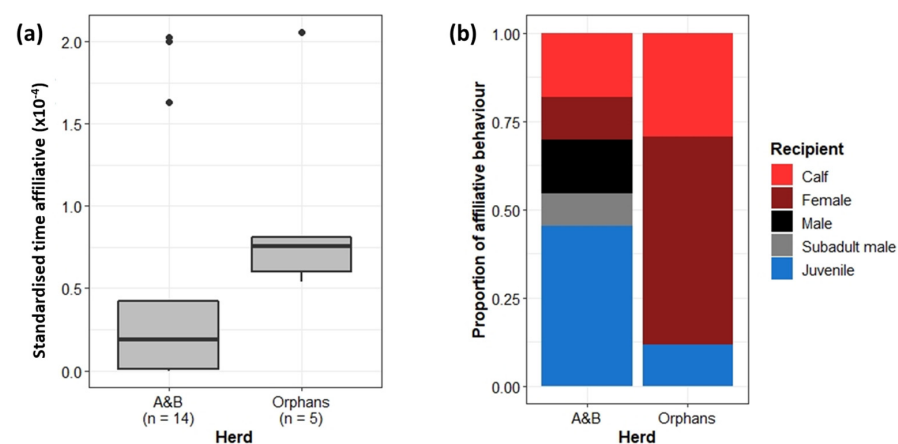 (a)
Standardised time affiliative (x10⁻⁴)
2.0
1.5
1.0
0.5
0.0
A&B
(n = 14)
Orphans
(n = 5)
Herd
(b)
Proportion of affiliative behaviour
1.00
0.75
0.50
0.25
0.00
A&B
Orphans
Herd
Recipient
Calf
Female
Male
Subadult male
Juvenile